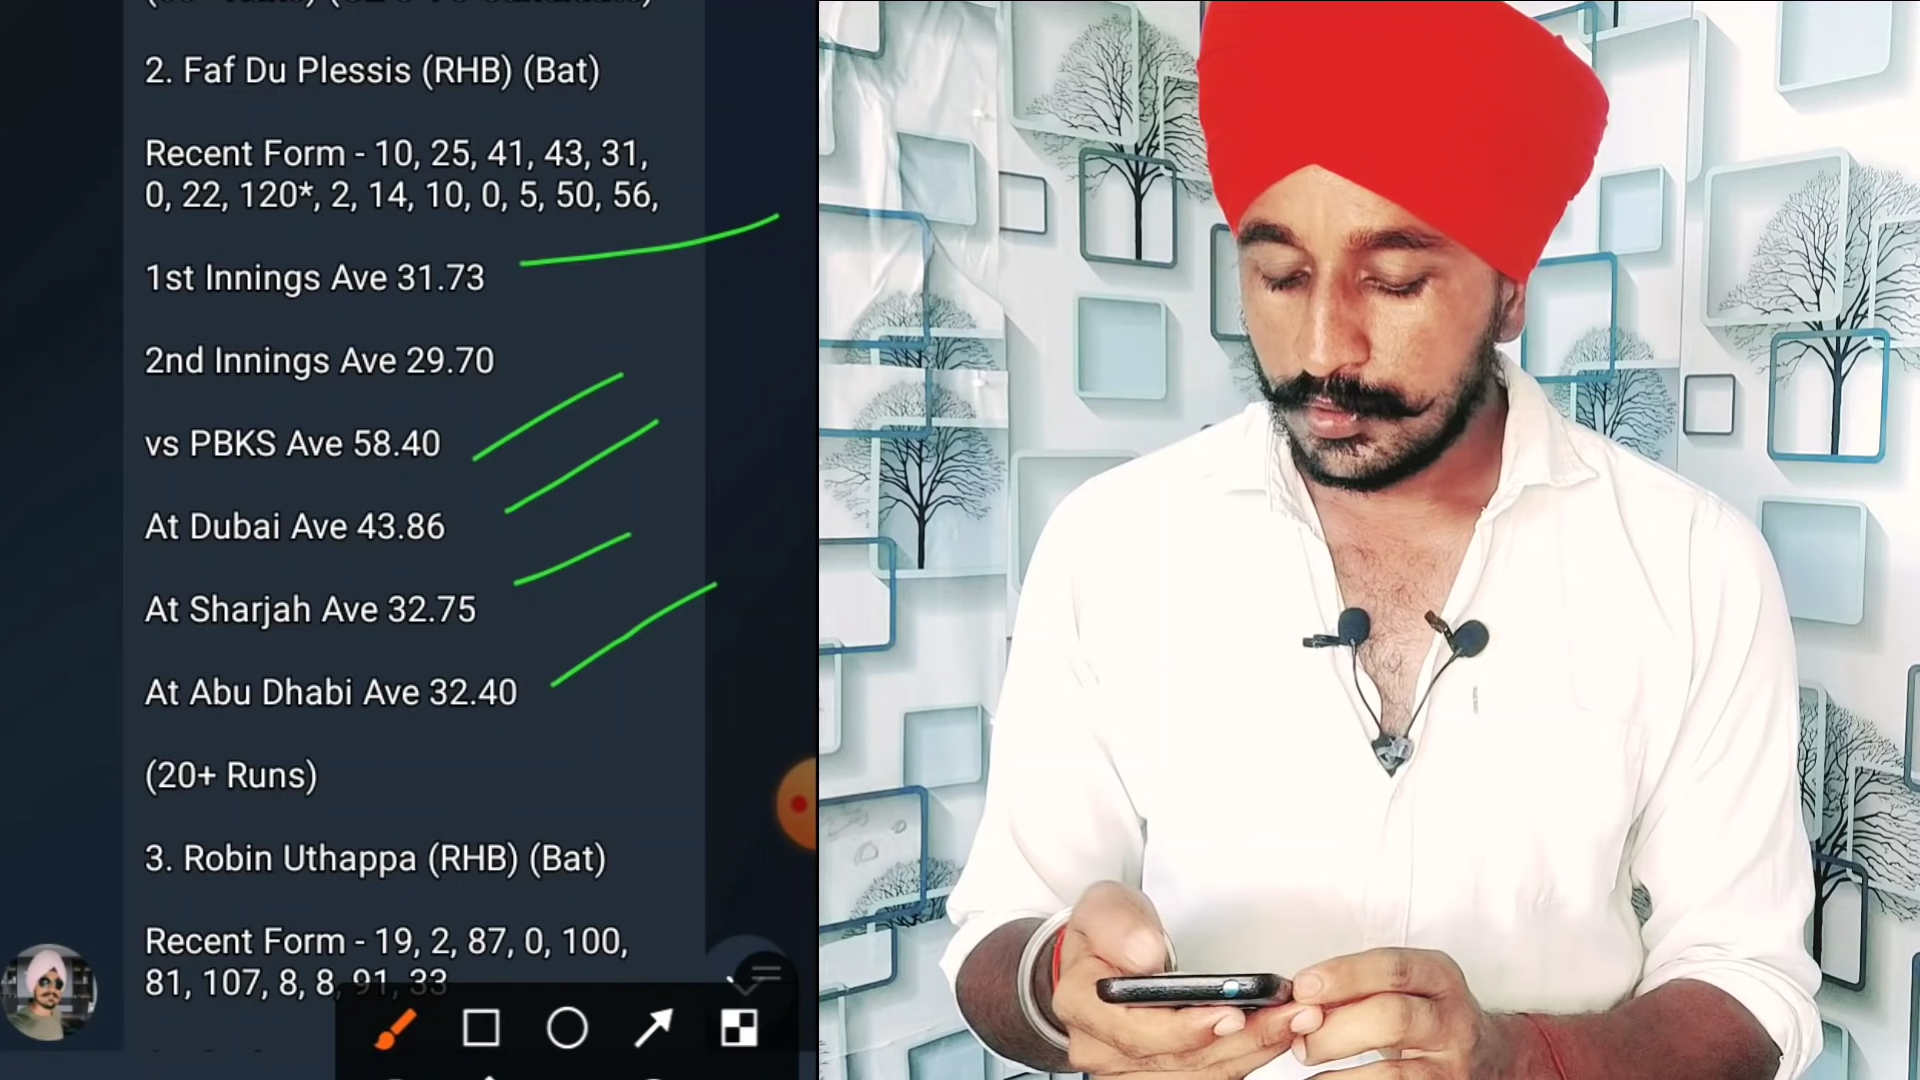 2. Faf Du Plessis (RHB) (Bat)
Recent Form - 10, 25, 41, 43, 31,
0, 22, 120*, 2, 14, 10, 0, 5, 50, 56,
1st Innings Ave 31.73
2nd Innings Ave 29.70
vs PBKS Ave 58.40
At Dubai Ave 43.86
At Sharjah Ave 32.75
At Abu Dhabi Ave 32.40
(20+ Runs)
3. Robin Uthappa (RHB) (Bat)
Recent Form - 19, 2, 87, 0, 100,
81, 107, 8, 8, 91, 33